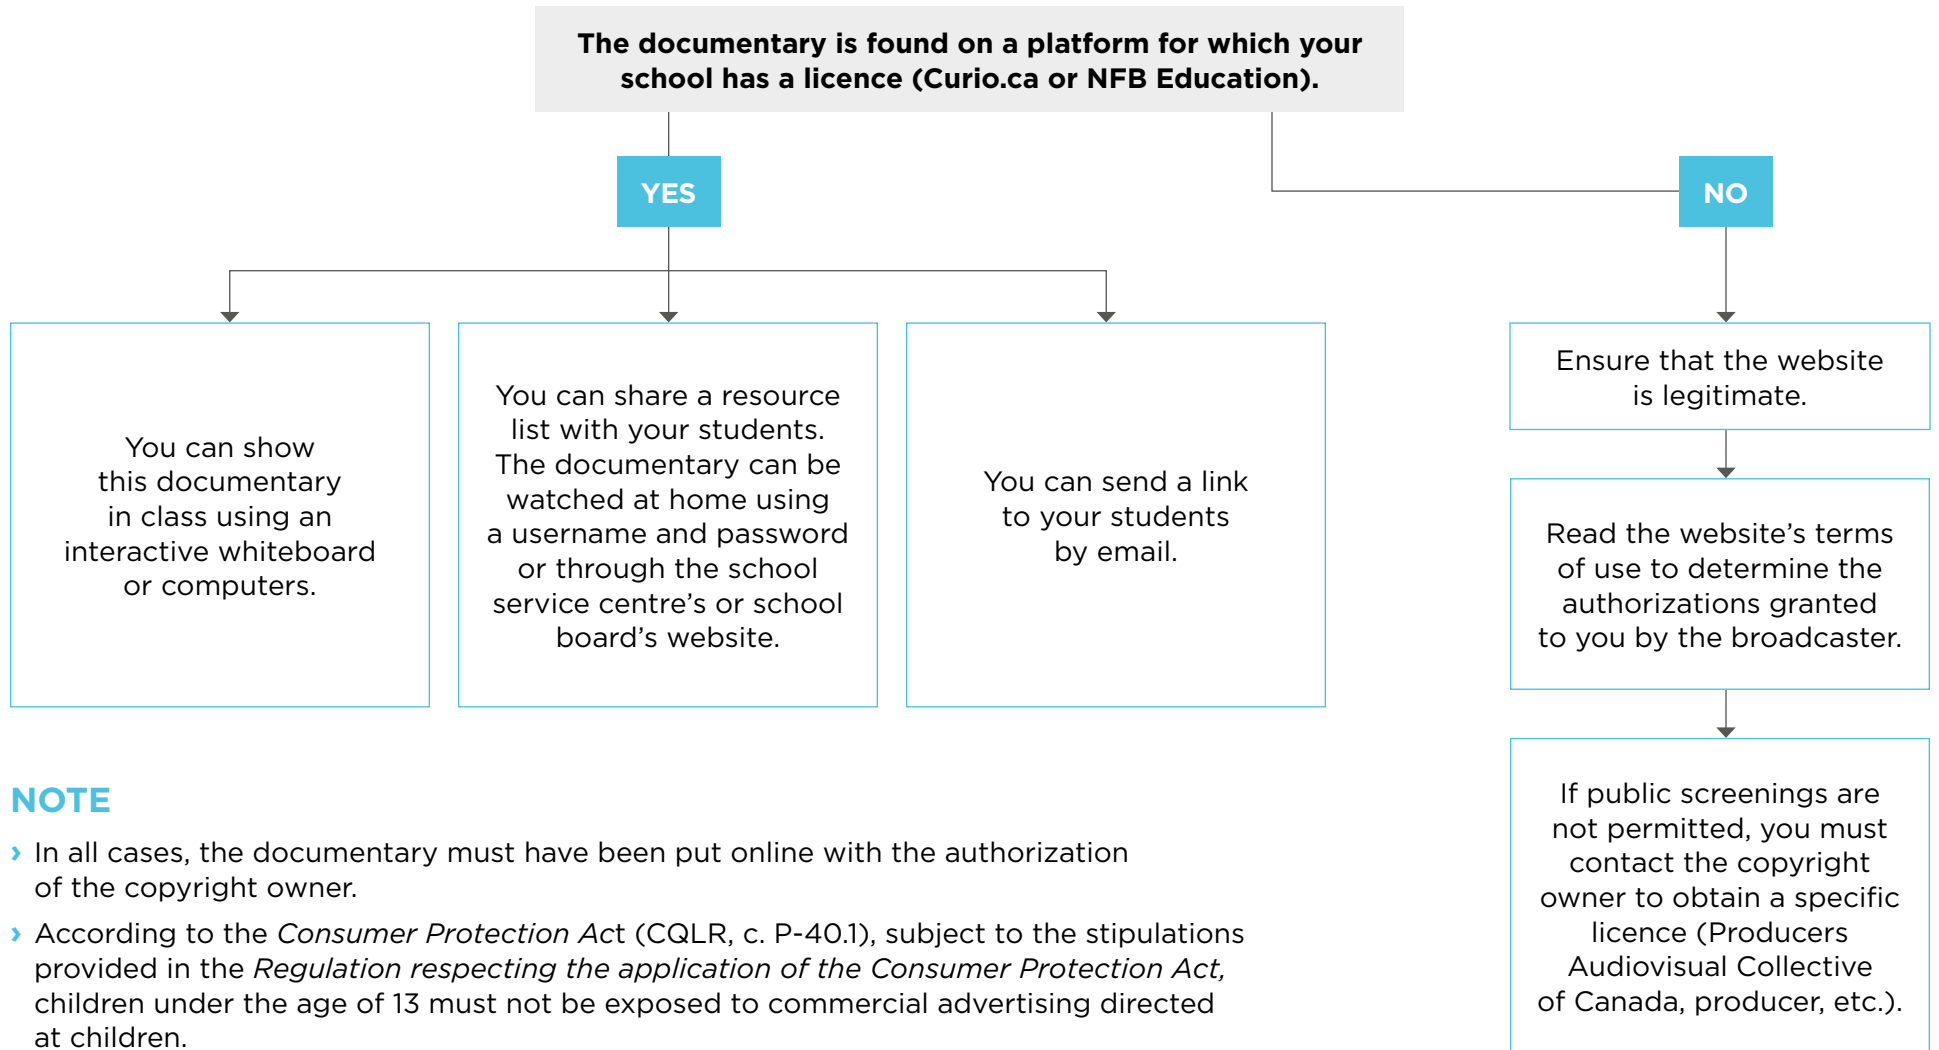 The documentary is found on a platform for which your
school has a licence (Curio.ca or NFB Education).
YES
NO
You can show
this documentary
in class using an
interactive whiteboard
or computers.
You can share a resource
list with your students.
The documentary can be
watched at home using
a username and password
or through the school
service centre’s or school
board’s website.
You can send a link
to your students
by email.
Ensure that the website
is legitimate.
Read the website’s terms
of use to determine the
authorizations granted
to you by the broadcaster.
If public screenings are
not permitted, you must
contact the copyright
owner to obtain a specific
licence (Producers
Audiovisual Collective
of Canada, producer, etc.).
NOTE
› In all cases, the documentary must have been put online with the authorization
of the copyright owner.
› According to the Consumer Protection Act (CQLR, c. P-40.1), subject to the stipulations
provided in the Regulation respecting the application of the Consumer Protection Act,
children under the age of 13 must not be exposed to commercial advertising directed
at children.